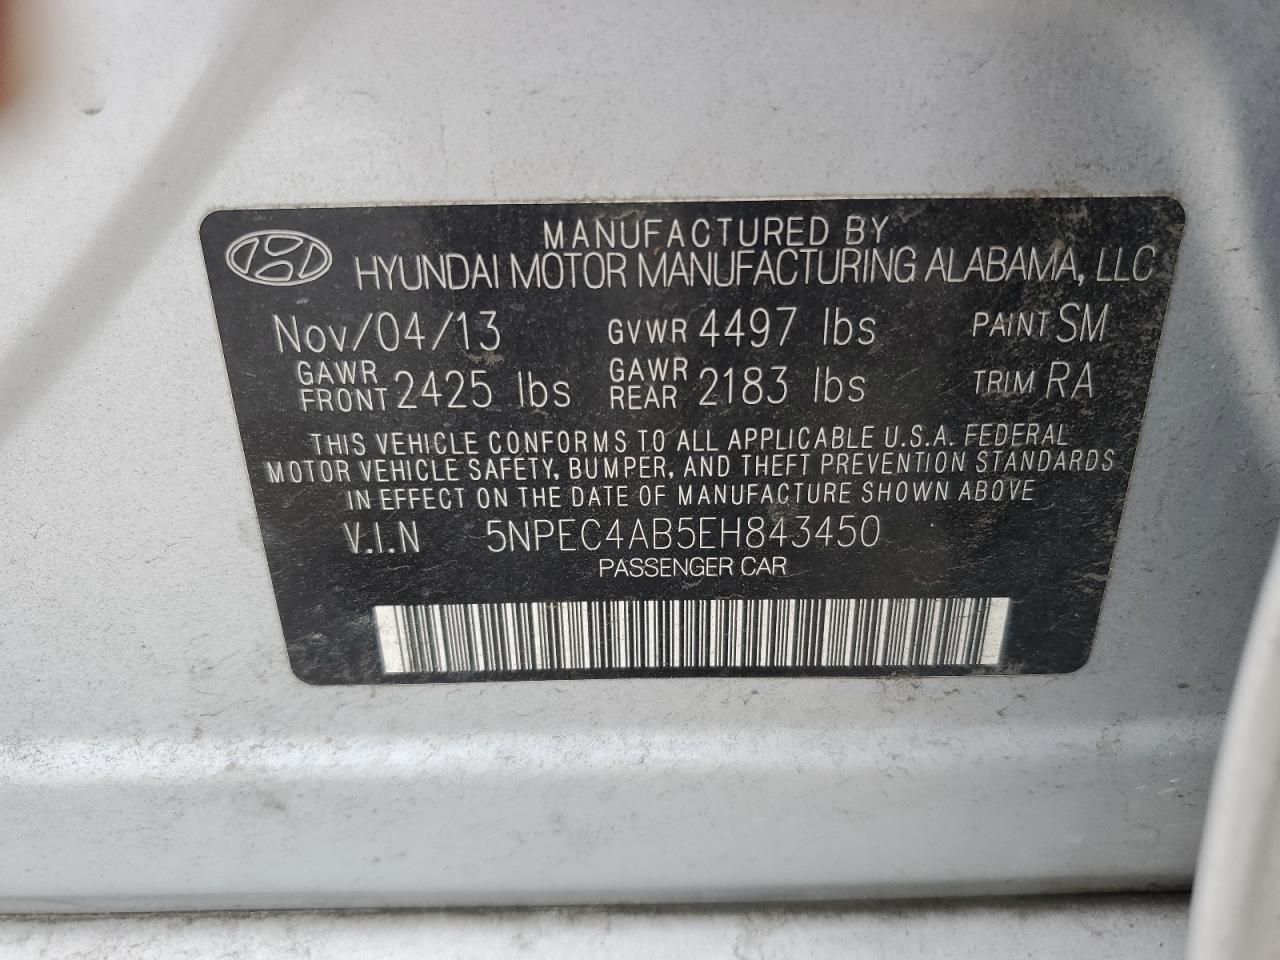 MANUFACTURED BY
HYUNDAI MOTOR MANUFACTURING ALABAMA, LLC
Nov/04/13 GVWR 4497 lbs PAINT SM
GAWR FRONT 2425 lbs GAWR REAR 2183 lbs TRIM RA
THIS VEHICLE CONFORMS TO ALL APPLICABLE U.S.A. FEDERAL
MOTOR VEHICLE SAFETY, BUMPER, AND THEFT PREVENTION STANDARDS
IN EFFECT ON THE DATE OF MANUFACTURE SHOWN ABOVE
V.I.N 5NPEC4AB5EH843450
PASSENGER CAR